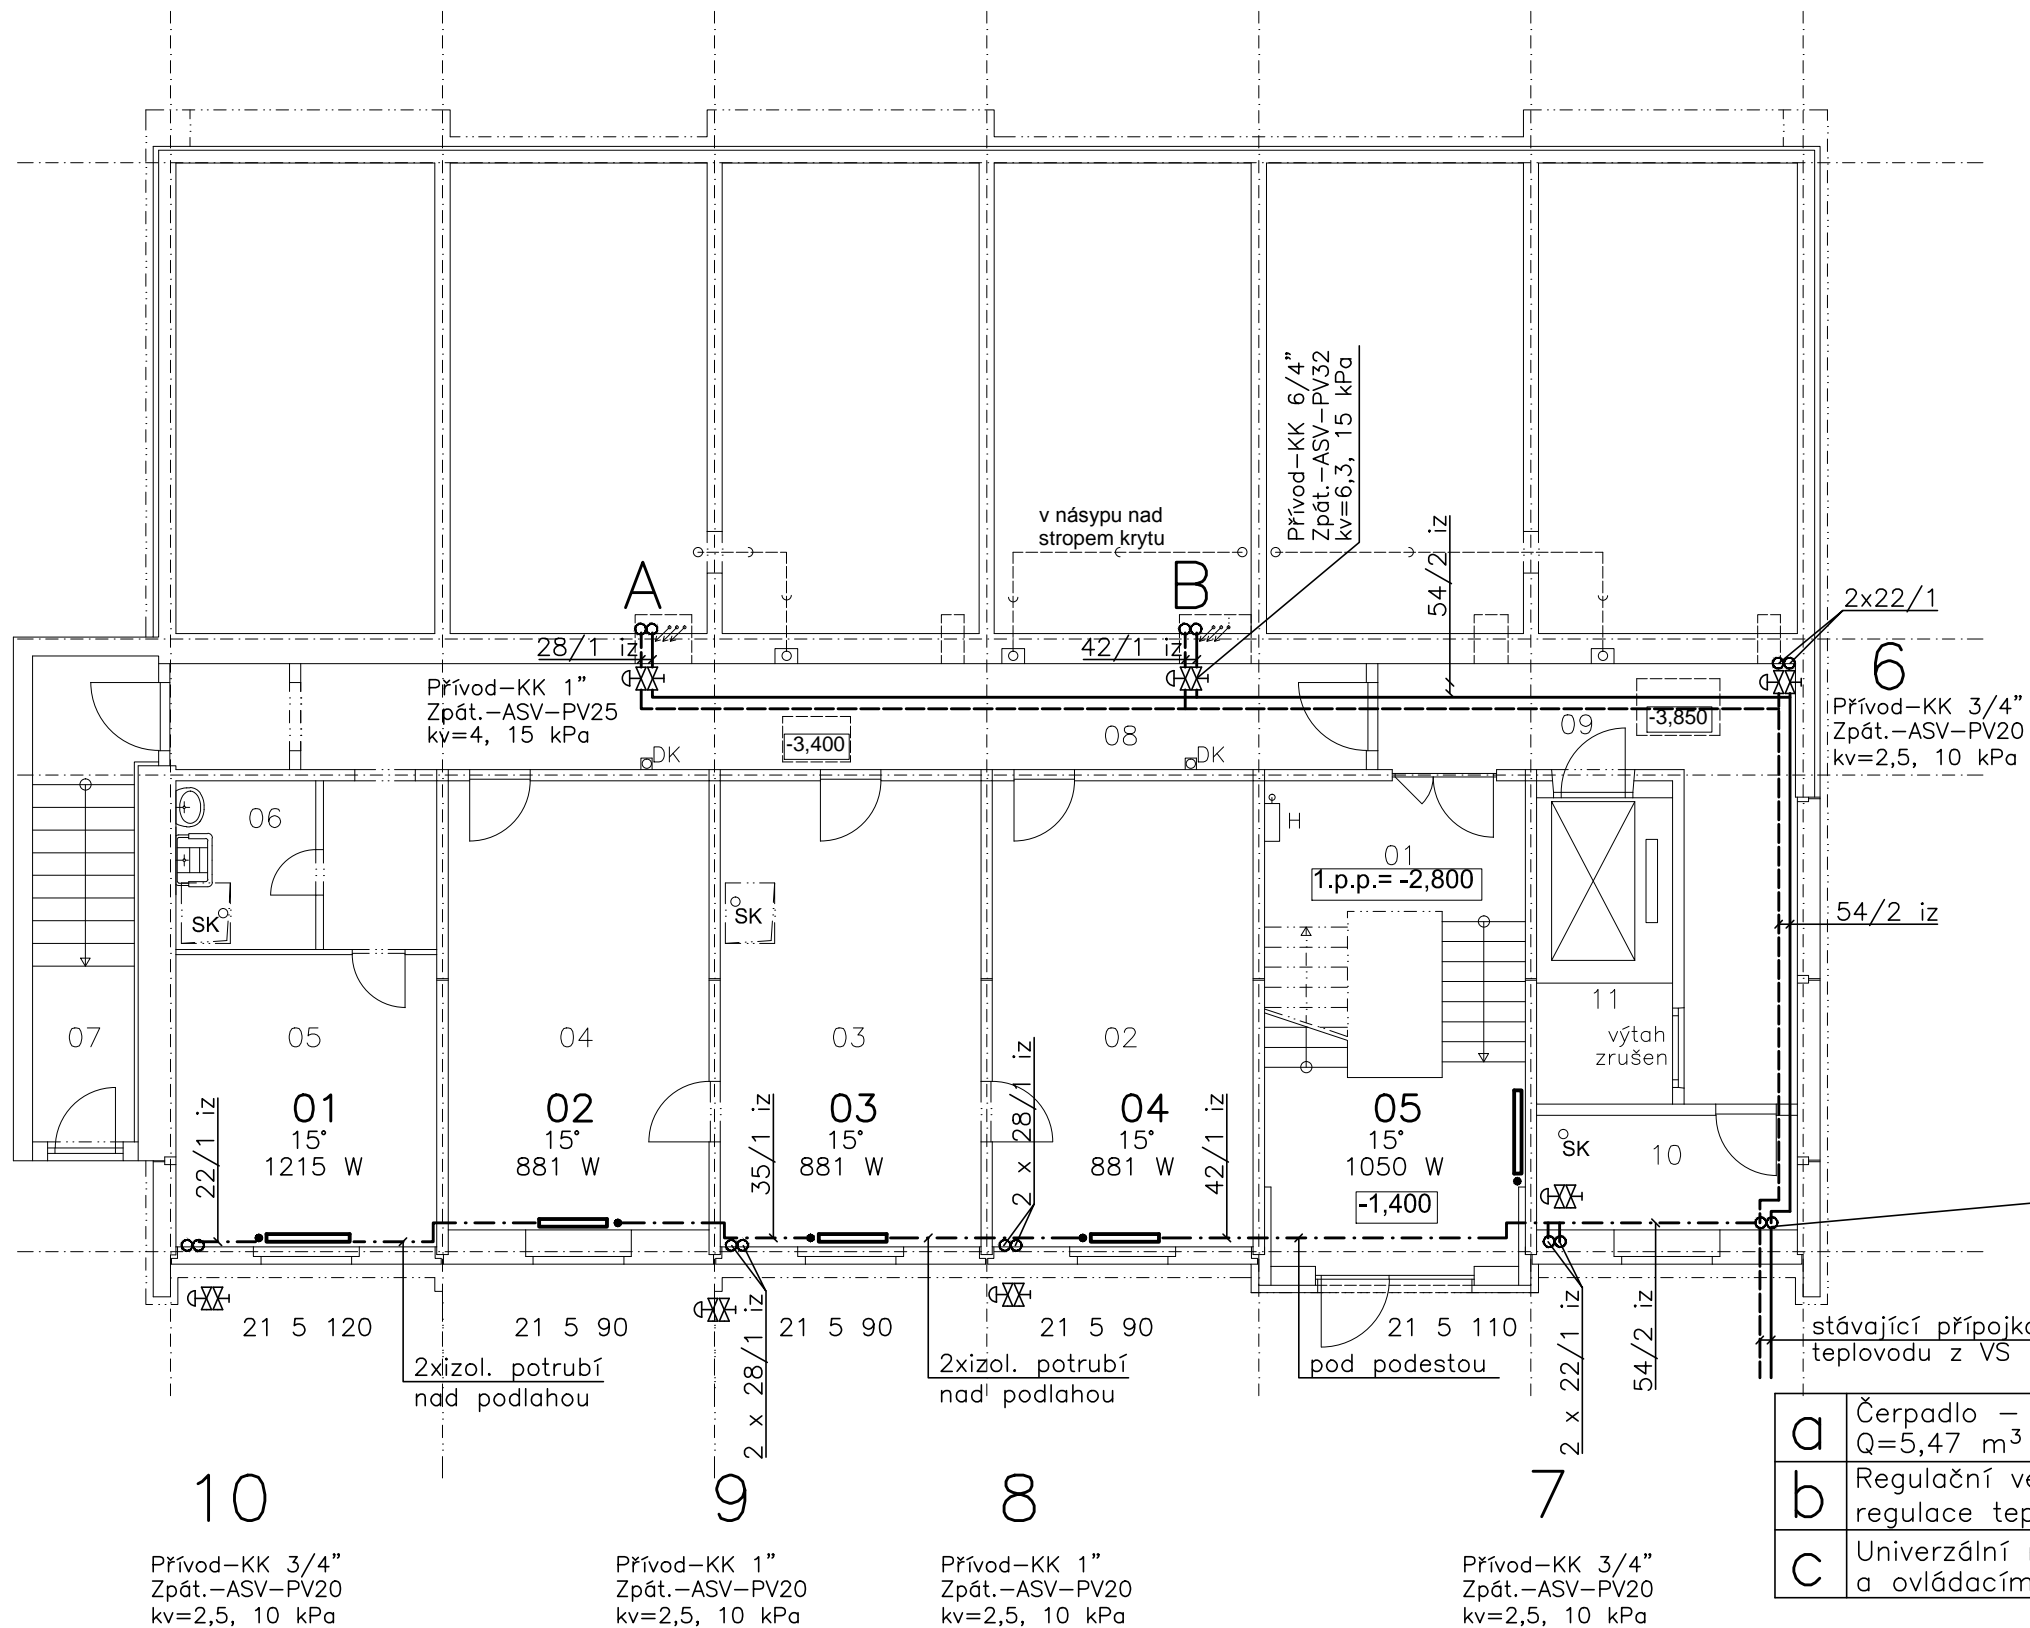 Přívod-KK 6/4"
Zpát.-ASV-PV32
kv=6,3, 15 kPa
v násypu nad
stropem krytu
54/2 iz
A
B
2x22/1
28/1 iz
42/1 iz
6
Přívod-KK 1"
Zpát.-ASV-PV25
kv=4, 15 kPa
Přívod-KK 3/4"
Zpát.-ASV-PV20
kv=2,5, 10 kPa
-3,400
08
09
-3,850
DK
DK
06
H
01
1.p.p.= -2,800
SK
SK
54/2 iz
11
výtah
zrušen
07
05
04
03
02
01
15°
1215 W
02
15°
881 W
03
15°
881 W
04
15°
881 W
05
15°
1050 W
-1,400
SK
10
22/1 iz
35/1 iz
2 x 28/1 iz
42/1 iz
21 5 120
21 5 90
21 5 90
21 5 90
21 5 110
2xizol. potrubí
nad podlahou
2 x 28/1 iz
2xizol. potrubí
nad podlahou
pod podestou
2 x 22/1 iz
54/2 iz
stávající přípojka
teplovodu z VS
a
Čerpadlo –
Q=5,47 m³
b
Regulační
regulace
c
Univerzální
a ovládacím
10
9
8
7
Přívod-KK 3/4"
Zpát.-ASV-PV20
kv=2,5, 10 kPa
Přívod-KK 1"
Zpát.-ASV-PV20
kv=2,5, 10 kPa
Přívod-KK 1"
Zpát.-ASV-PV20
kv=2,5, 10 kPa
Přívod-KK 3/4"
Zpát.-ASV-PV20
kv=2,5, 10 kPa